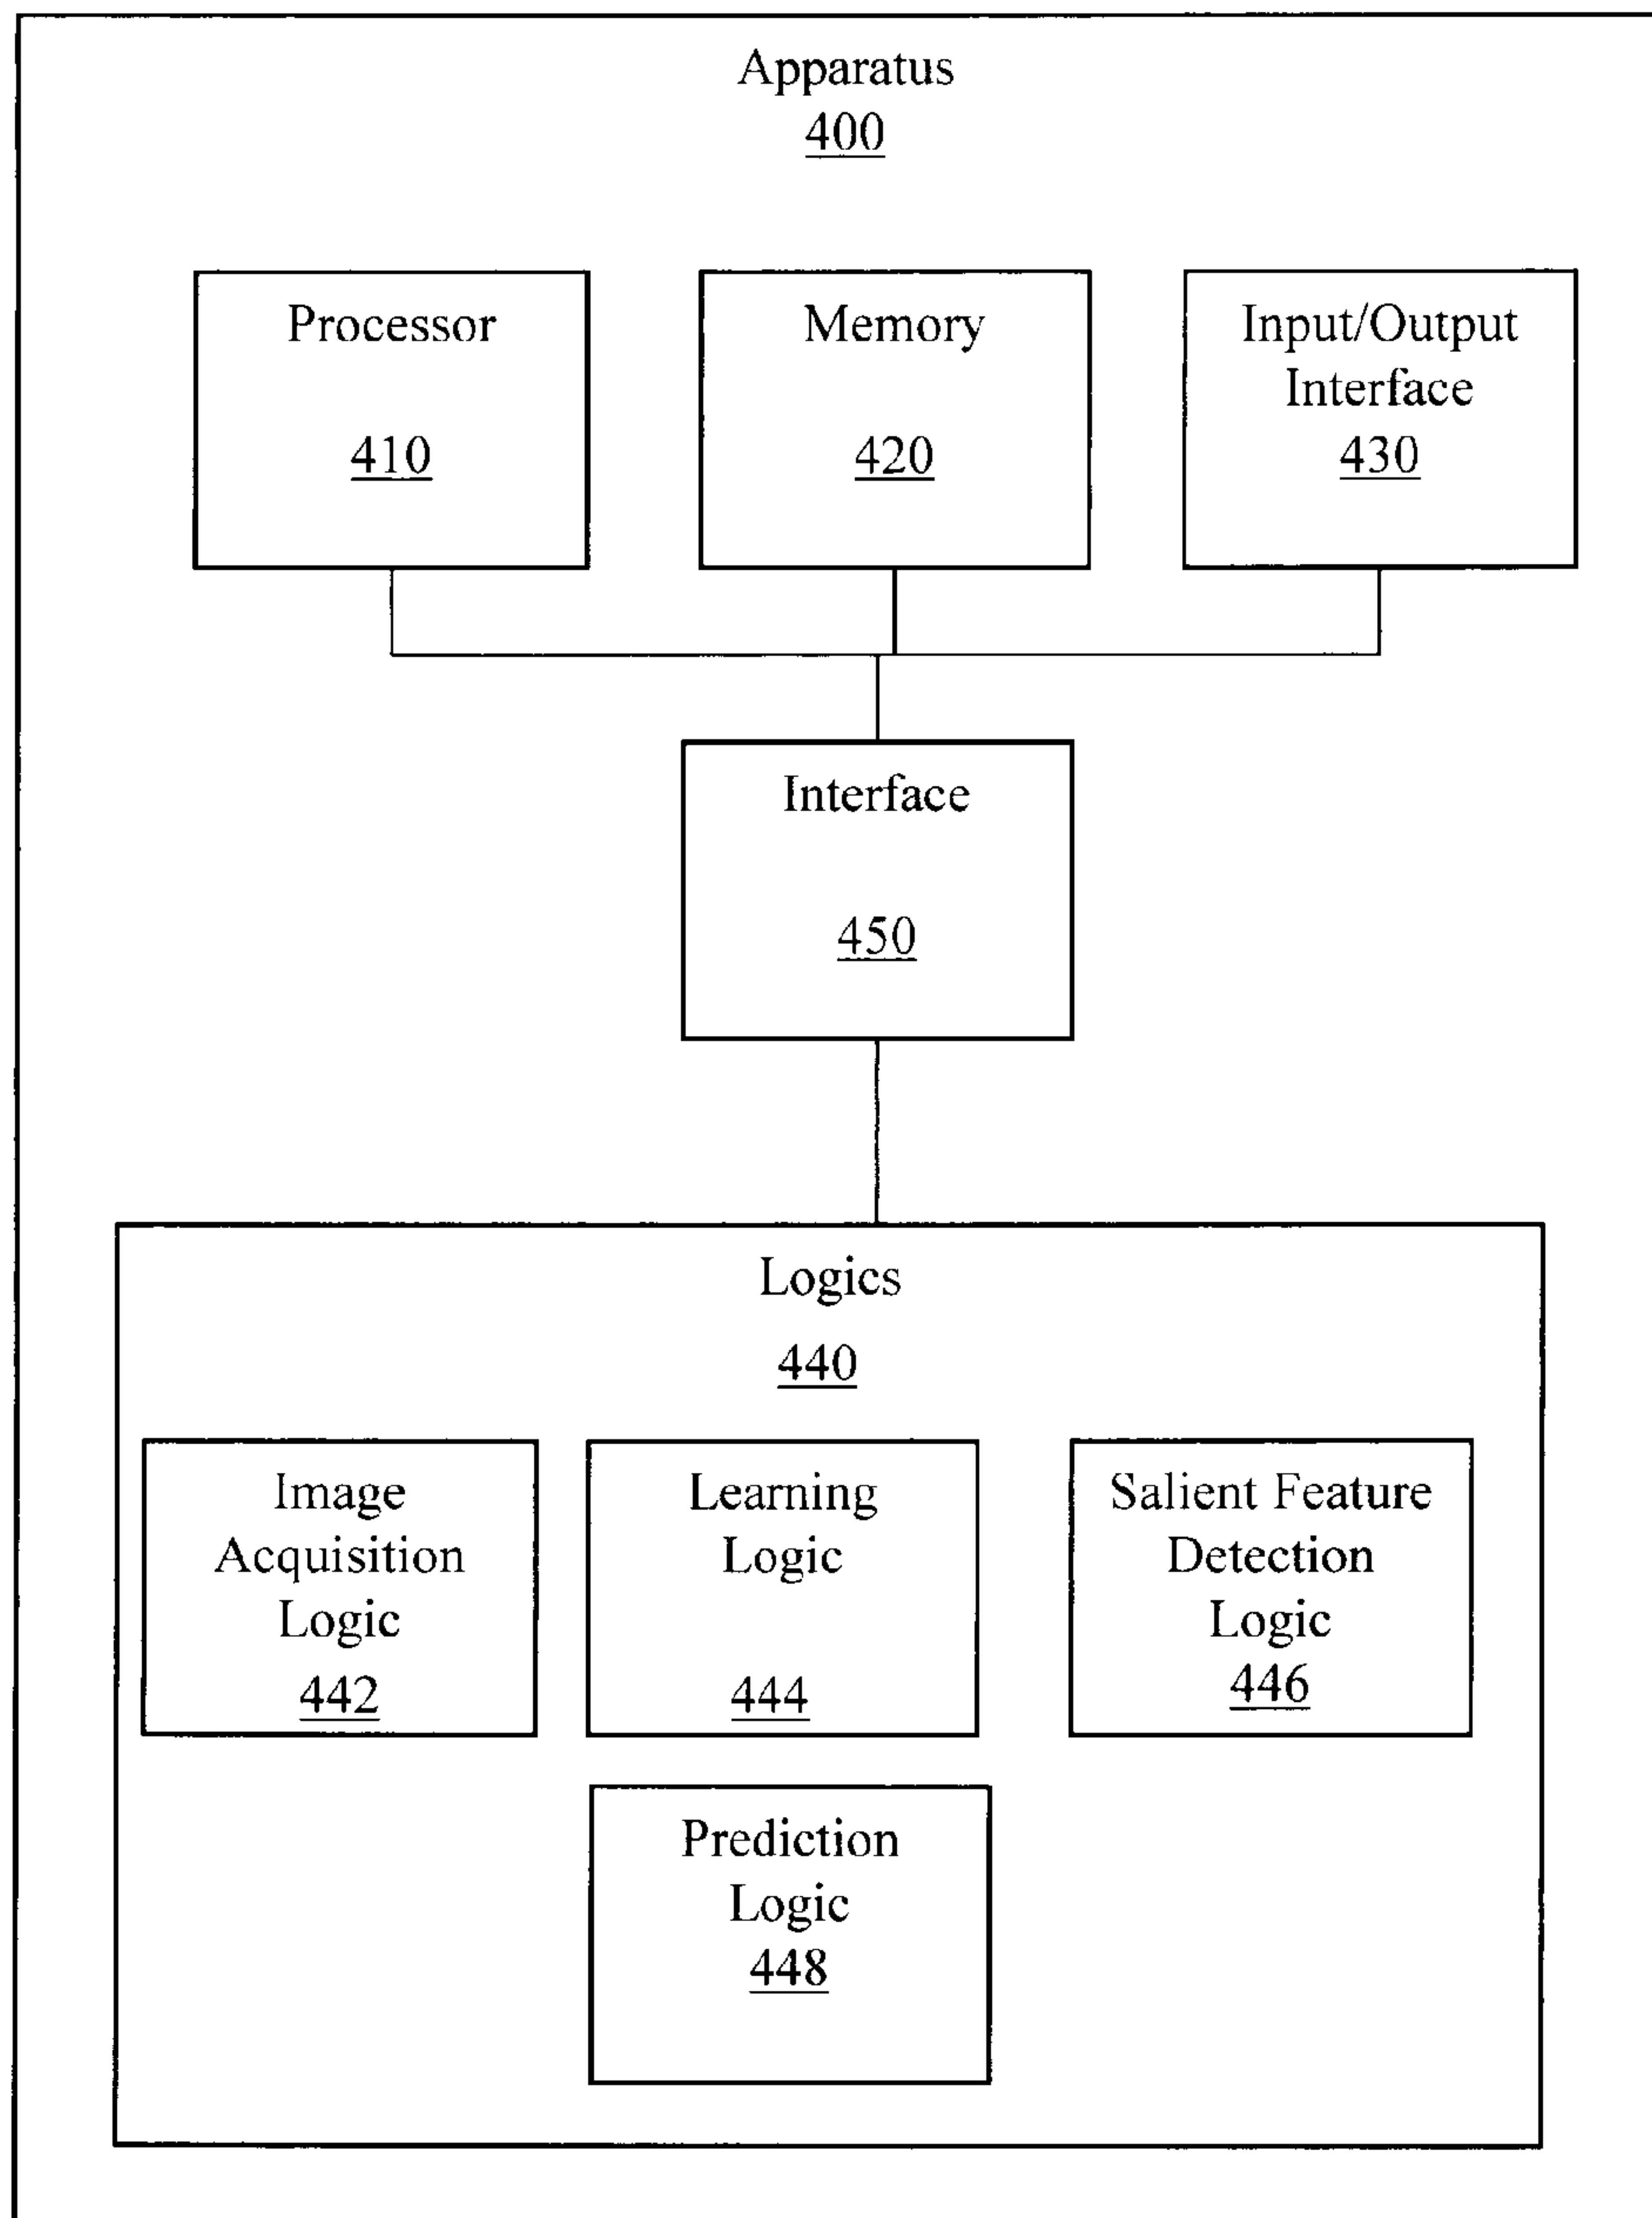 Apparatus
400
Processor
410
Memory
420
Input/Output
Interface
430
Interface
450
Logics
440
Image
Acquisition
Logic
442
Learning
Logic
444
Salient Feature
Detection
Logic
446
Prediction
Logic
448